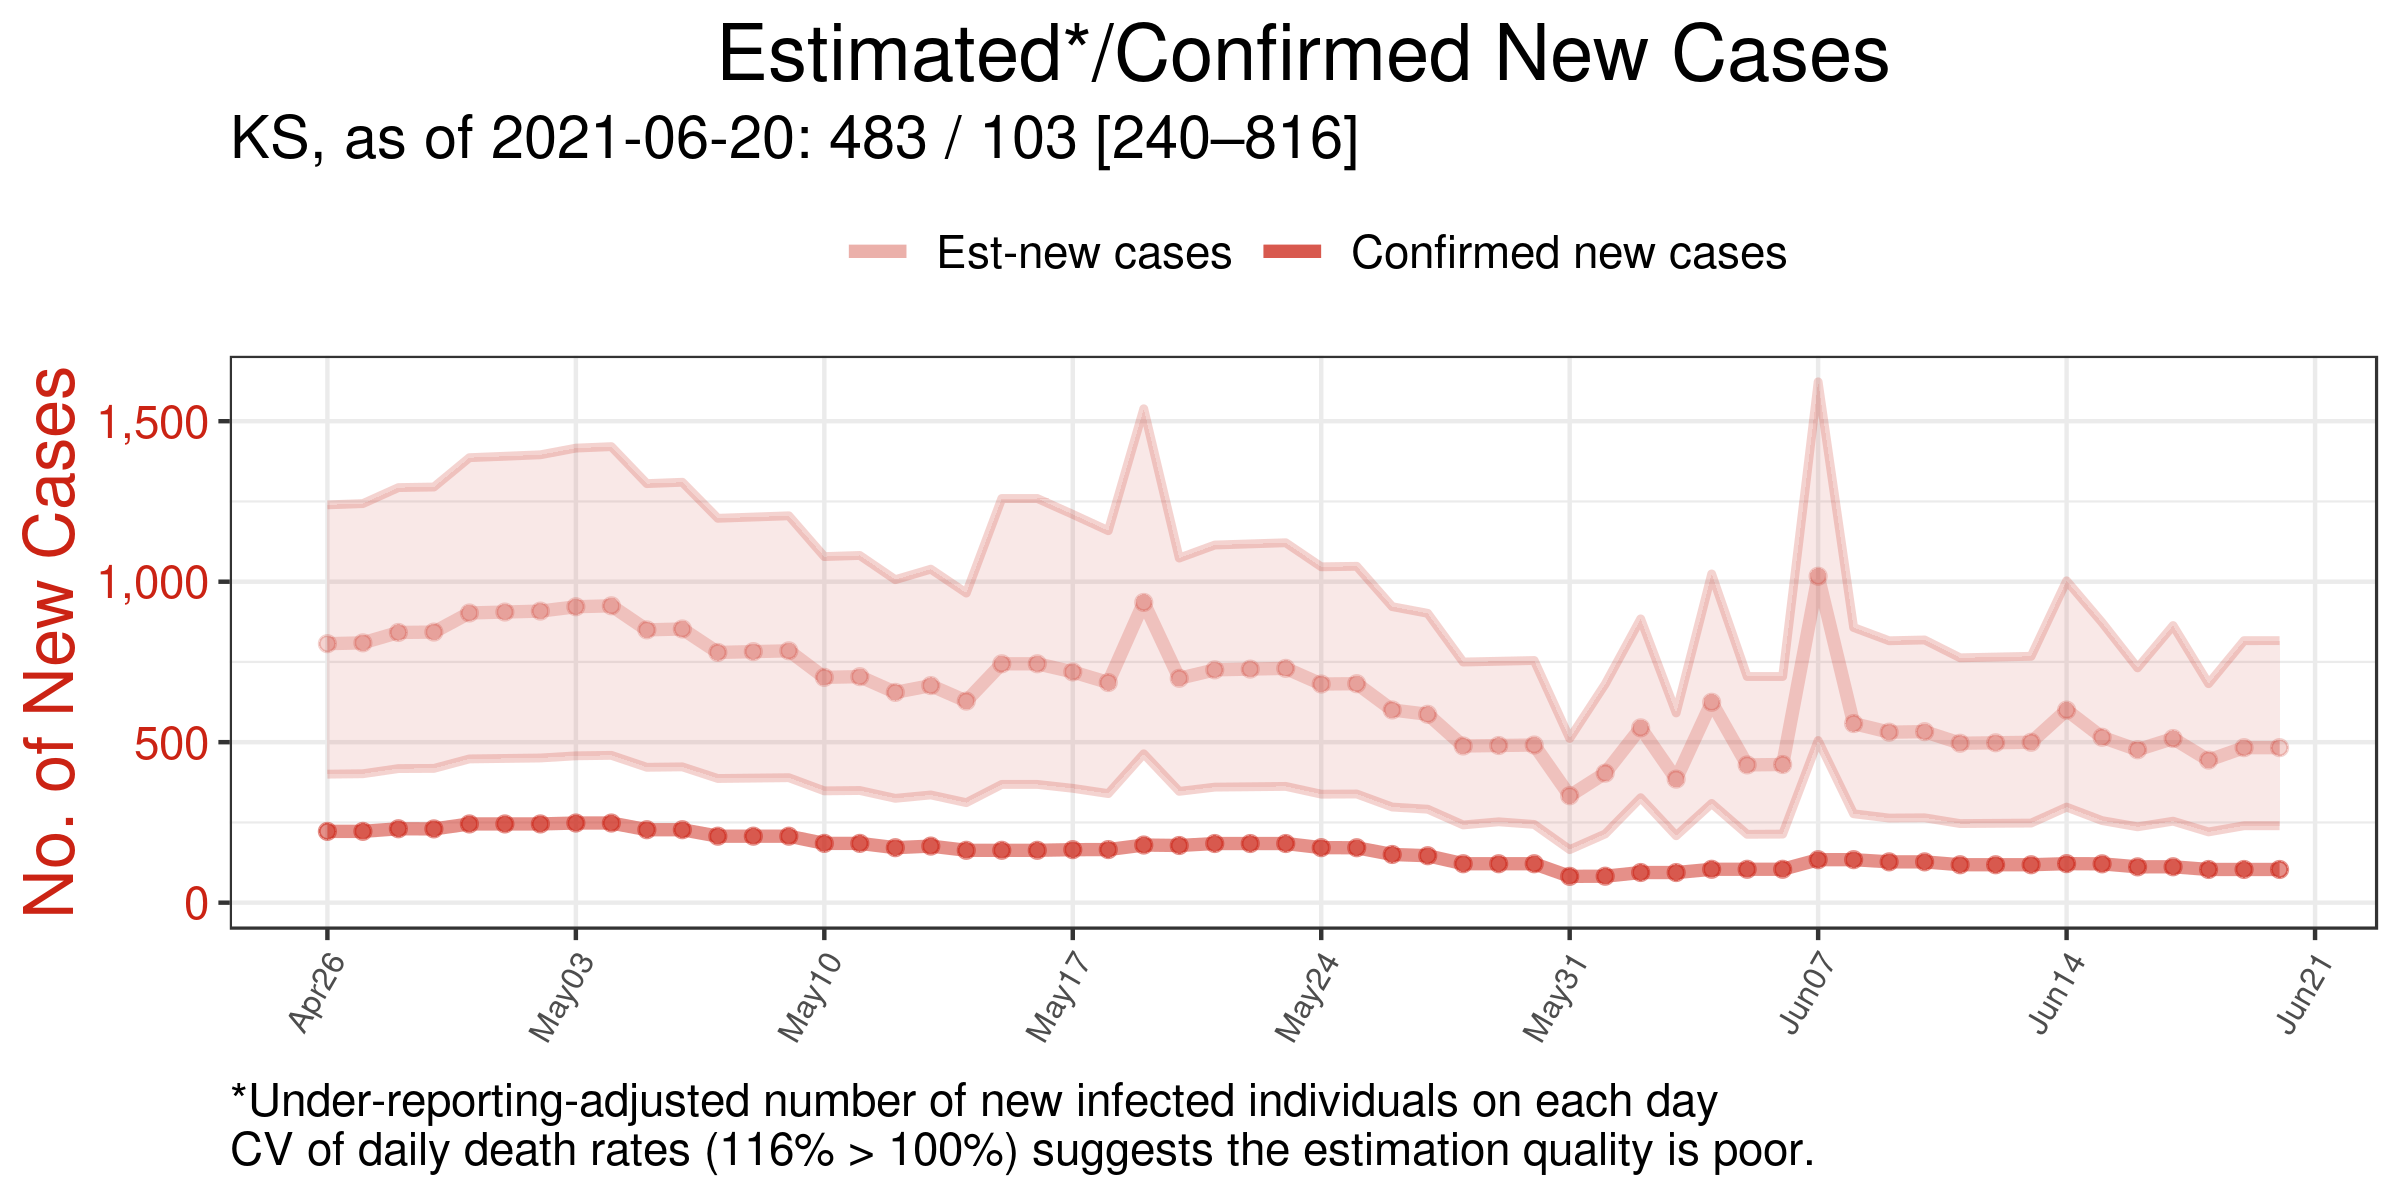 Estimated*/Confirmed New Cases
KS, as of 2021-06-20: 483 / 103 [240–816]
Est-new cases
Confirmed new cases
No. of New Cases
1,500
1,000
500
0
Apr26
May03
May10
May17
May24
May31
Jun07
Jun14
Jun21
*Under-reporting-adjusted number of new infected individuals on each day
CV of daily death rates (116% > 100%) suggests the estimation quality is poor.